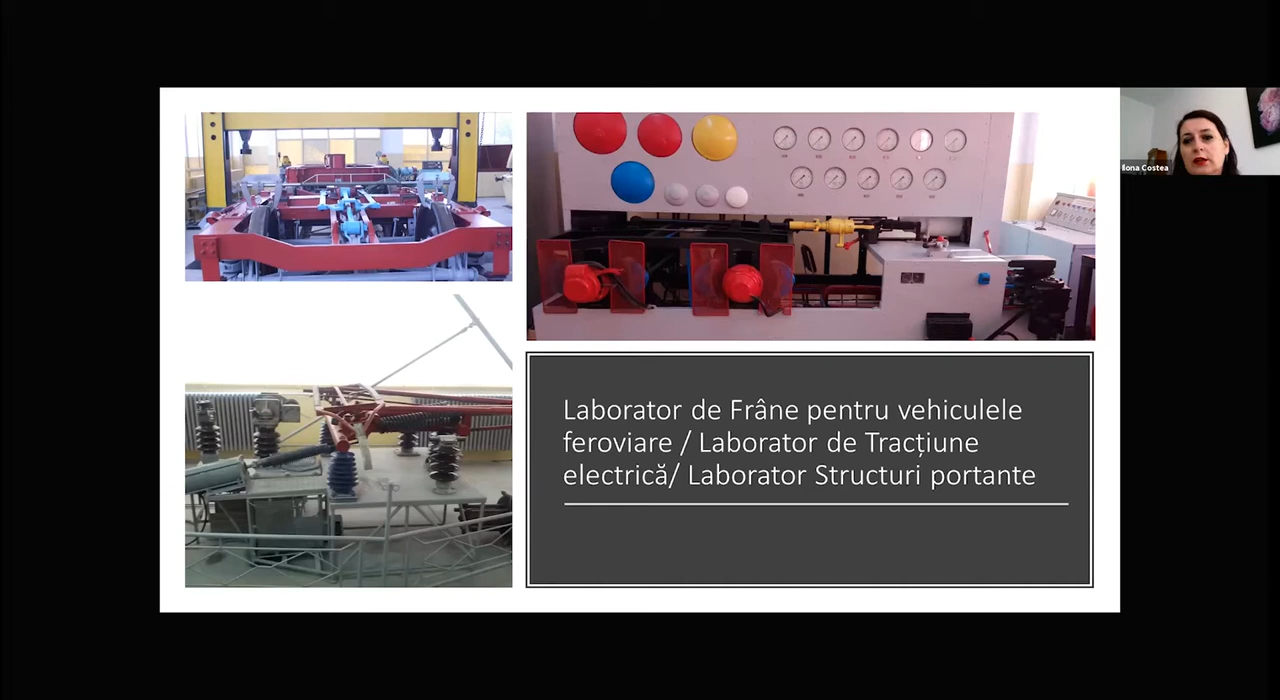 Ilona Costea
Laborator de Frâne pentru vehiculele
feroviare / Laborator de Tracțiune
electrică/ Laborator Structuri portante